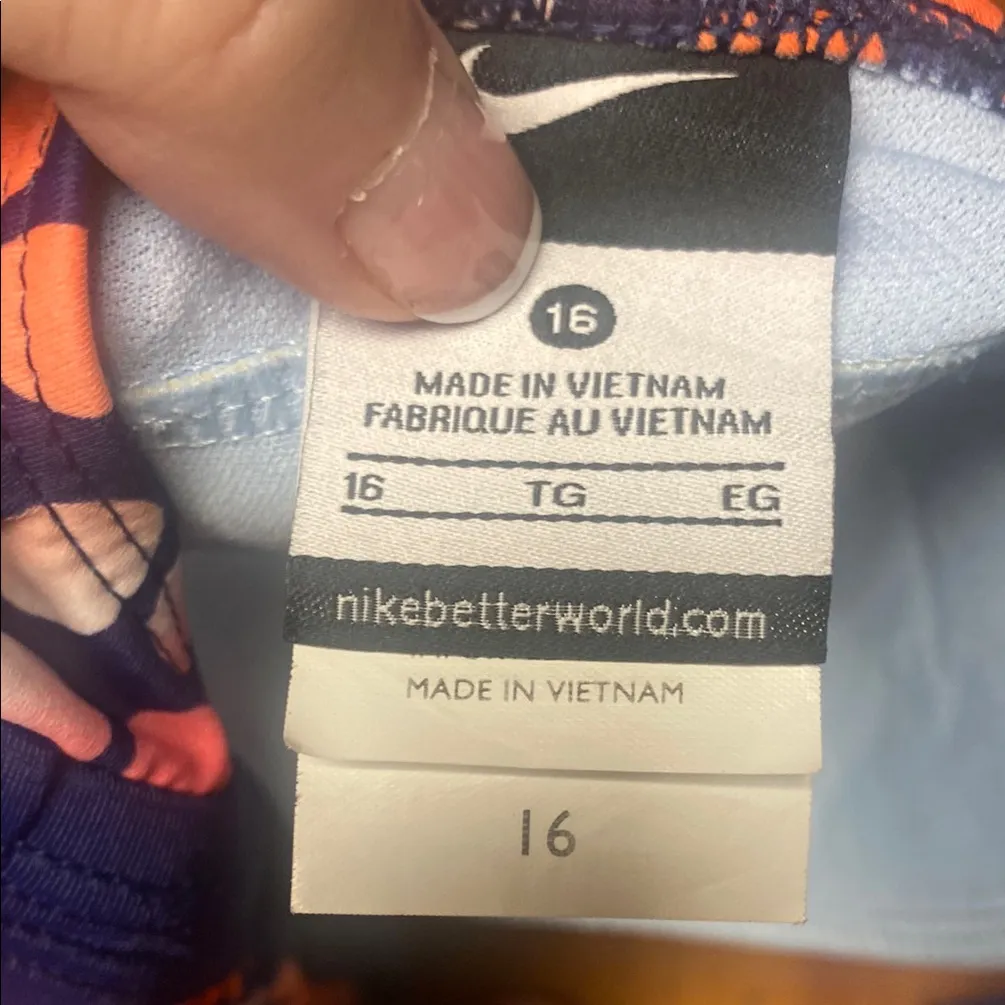 16
MADE IN VIETNAM
FABRIQUE AU VIETNAM
16 TG EG
nikebetterworld.com
MADE IN VIETNAM
16